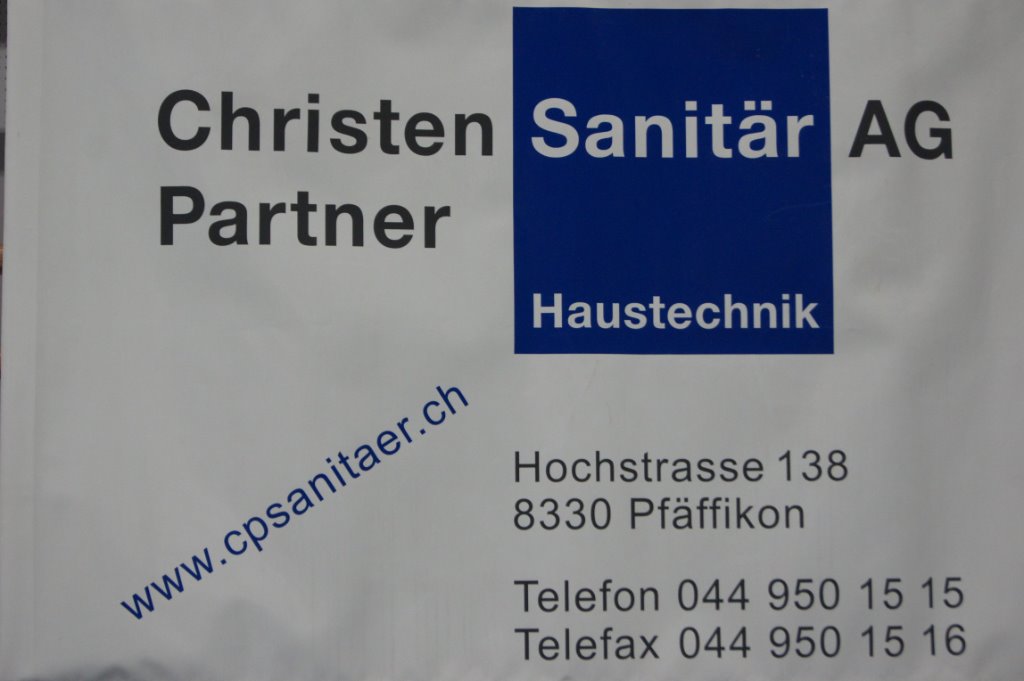 Christen Sanitär AG
Partner
Haustechnik
www.cpsanitaer.ch
Hochstrasse 138
8330 Pfäffikon
Telefon 044 950 15 15
Telefax 044 950 15 16